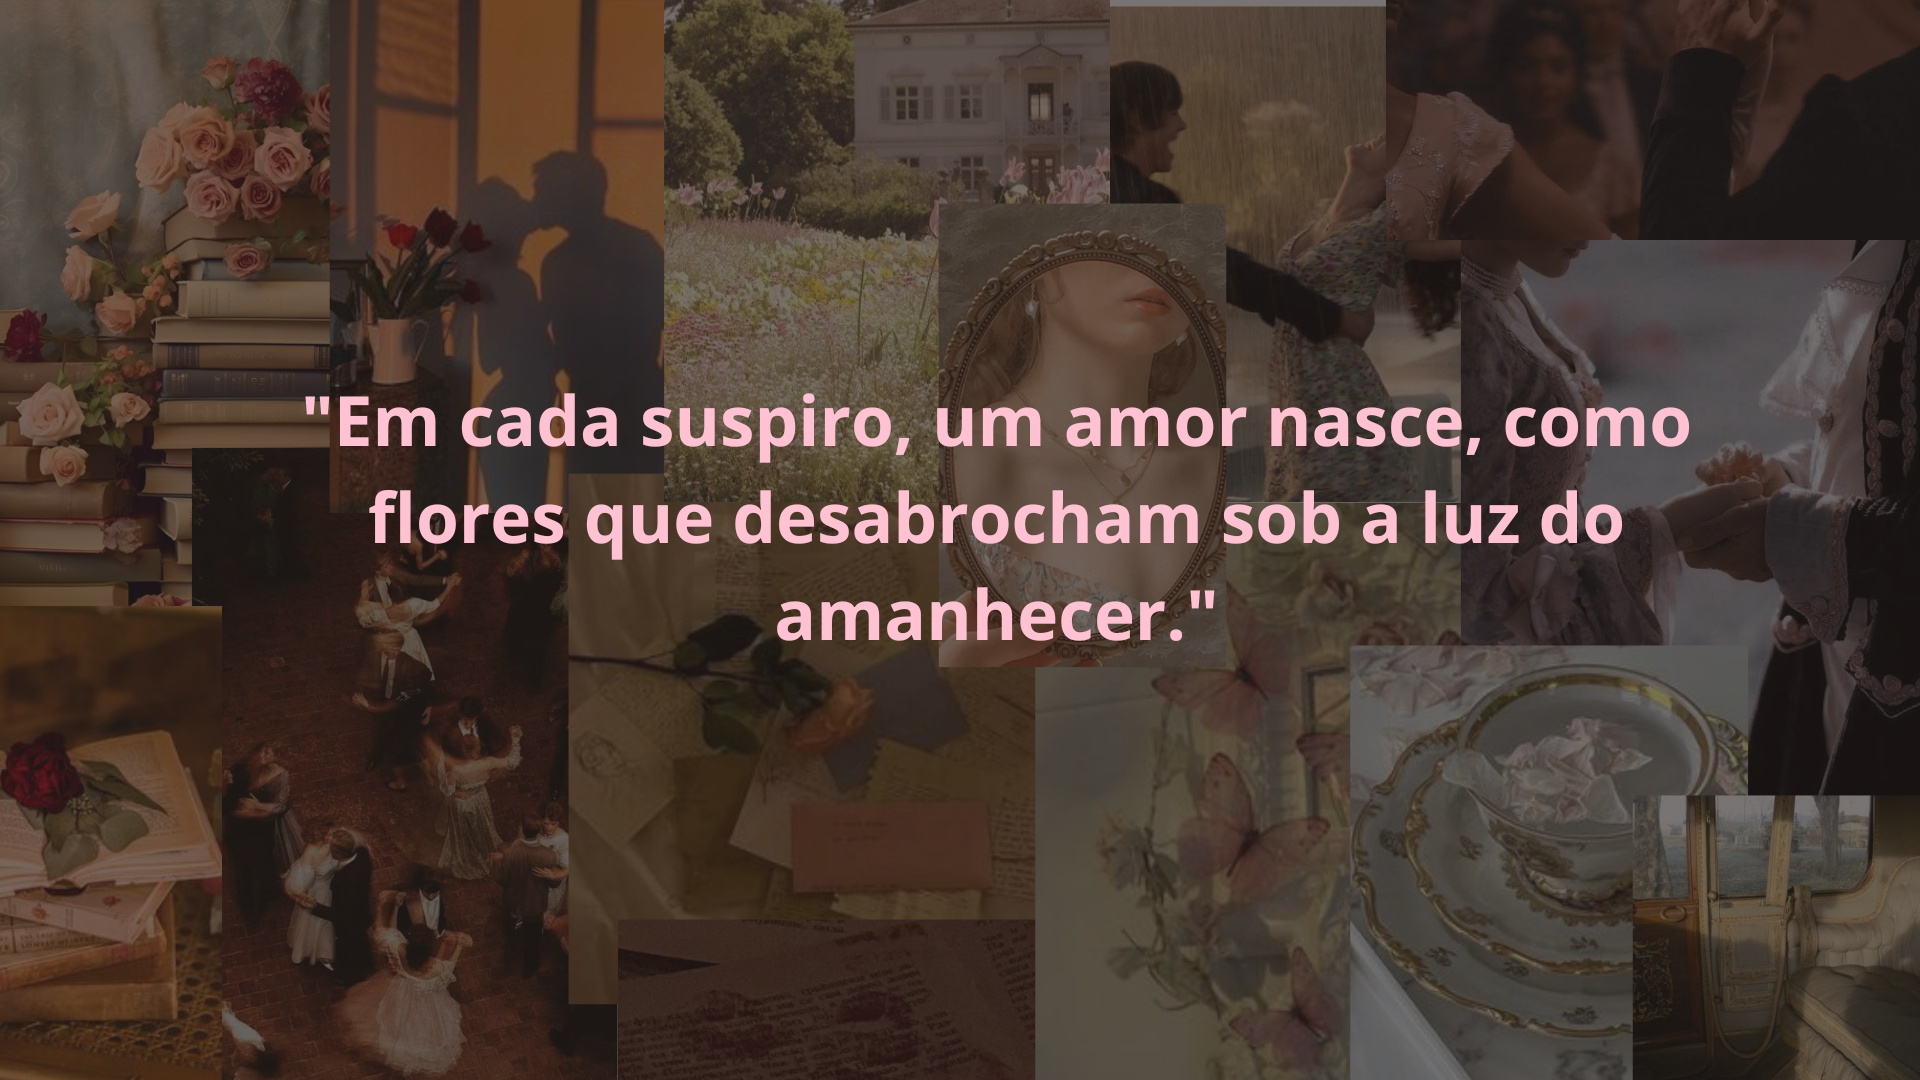 "Em cada suspiro, um amor nasce, como
flores que desabrocham sob a luz do
amanhecer."